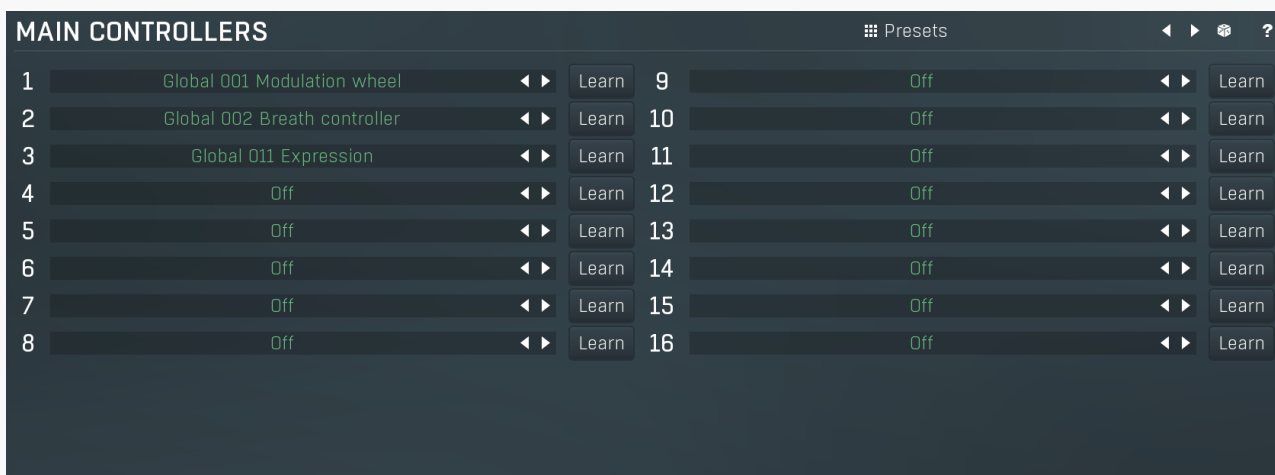 MAIN CONTROLLERS Presets ?
1 Global 001 Modulation wheel Learn 9 Off Learn
2 Global 002 Breath controller Learn 10 Off Learn
3 Global 011 Expression Learn 11 Off Learn
4 Off Learn 12 Off Learn
5 Off Learn 13 Off Learn
6 Off Learn 14 Off Learn
7 Off Learn 15 Off Learn
8 Off Learn 16 Off Learn